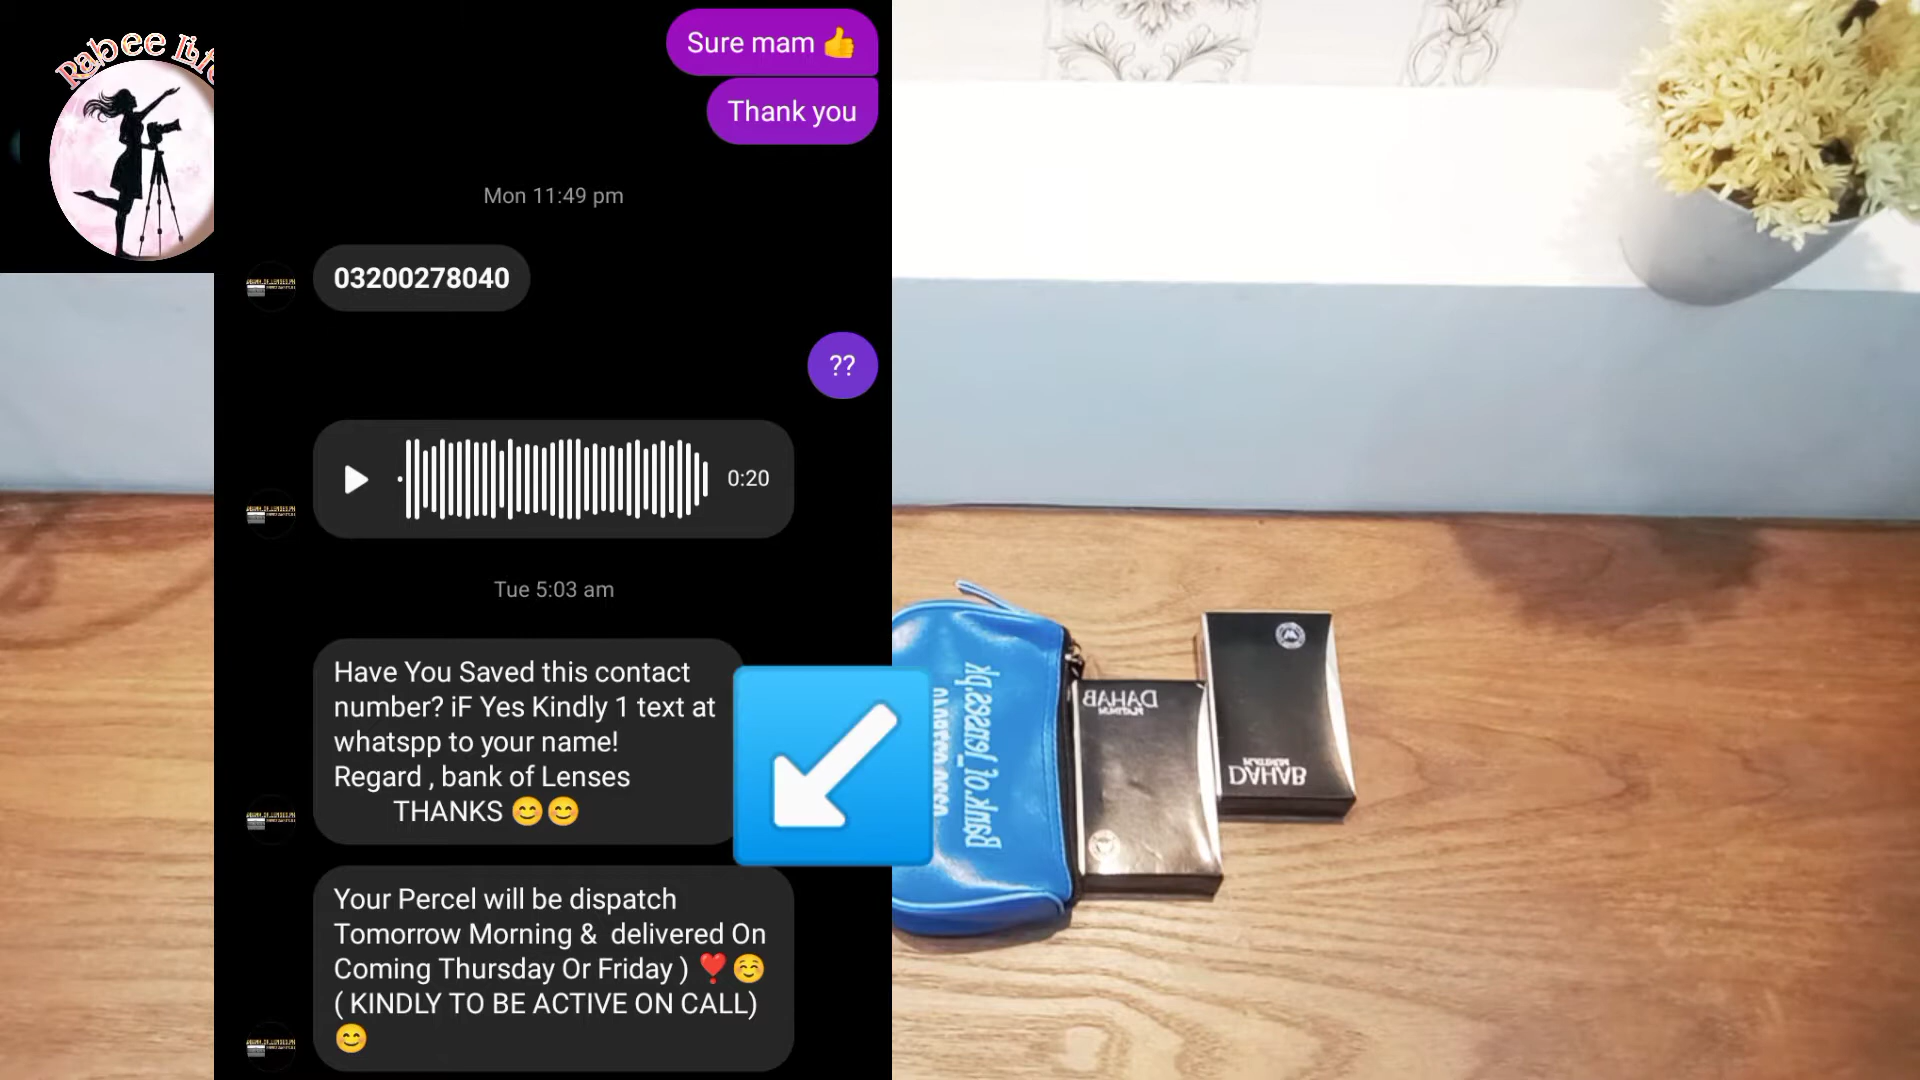 Rabee
Sure mam 👍
Thank you
Mon 11:49 pm
03200278040
??
0:20
Tue 5:03 am
Have You Saved this contact
number? iF Yes Kindly 1 text at
whatspp to your name!
Regard , bank of Lenses
THANKS 😊😊
Your Percel will be dispatch
Tomorrow Morning & delivered On
Coming Thursday Or Friday ) ❣️☺️
( KINDLY TO BE ACTIVE ON CALL)
😊
Bank.of_lenses.pk
DAHAB
PLATINUM
DAHAB
PLATINUM